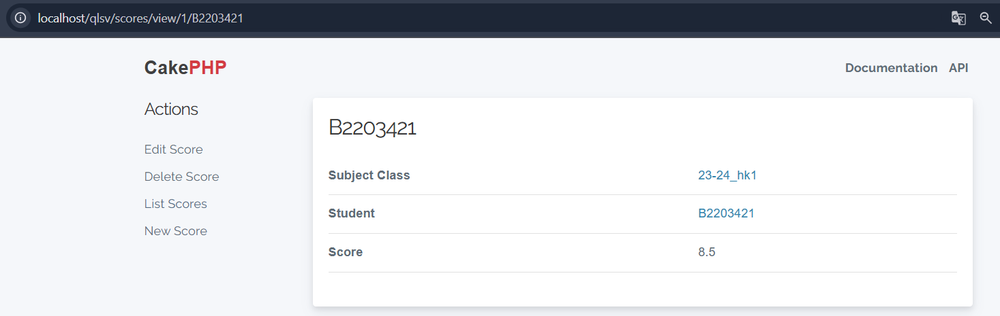 localhost/qlsv/scores/view/1/B2203421
CakePHP
Documentation API
Actions
Edit Score
Delete Score
List Scores
New Score
B2203421
Subject Class 23-24_hk1
Student B2203421
Score 8.5